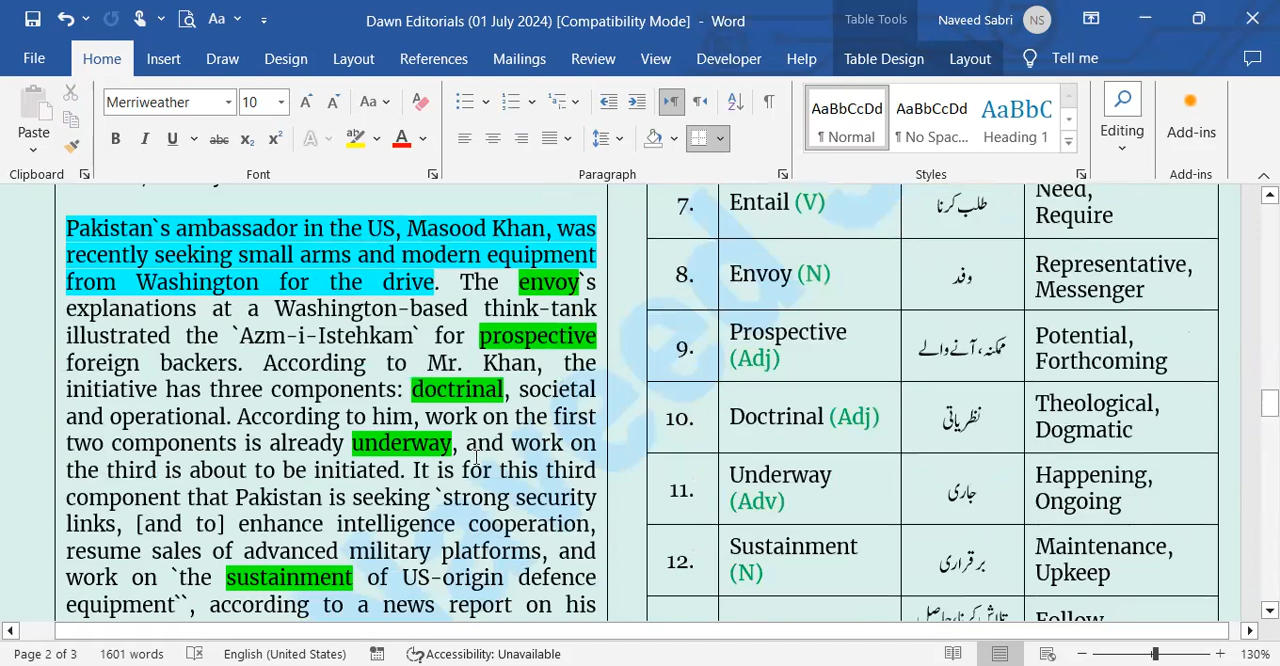 Dawn Editorials (01 July 2024) [Compatibility Mode] - Word
Table Tools
Naveed Sabri
NS
File
Home
Insert
Draw
Design
Layout
References
Mailings
Review
View
Developer
Help
Table Design
Layout
Tell me
Paste
Merriweather
10
AaBbCcDd
¶ Normal
AaBbCcDd
¶ No Spac...
AaBbC
Heading 1
Editing
Add-ins
Clipboard
Font
Paragraph
Styles
Add-ins
Pakistan`s ambassador in the US, Masood Khan, was
recently seeking small arms and modern equipment
from Washington for the drive. The envoy`s
explanations at a Washington-based think-tank
illustrated the `Azm-i-Istehkam` for prospective
foreign backers. According to Mr. Khan, the
initiative has three components: doctrinal, societal
and operational. According to him, work on the first
two components is already underway, and work on
the third is about to be initiated. It is for this third
component that Pakistan is seeking `strong security
links, [and to] enhance intelligence cooperation,
resume sales of advanced military platforms, and
work on `the sustainment of US-origin defence
equipment``, according to a news report on his
7. Entail (V) طلب کرنا Need,
Require
8. Envoy (N) وفد Representative,
Messenger
9. Prospective
(Adj) ممکنہ، آنے والے Potential,
Forthcoming
10. Doctrinal (Adj) نظریاتی Theological,
Dogmatic
11. Underway
(Adv) جاری Happening,
Ongoing
12. Sustainment
(N) برقراری Maintenance,
Upkeep
تلاش کرنا، حاصل Follow
Page 2 of 3
1601 words
English (United States)
Accessibility: Unavailable
130%